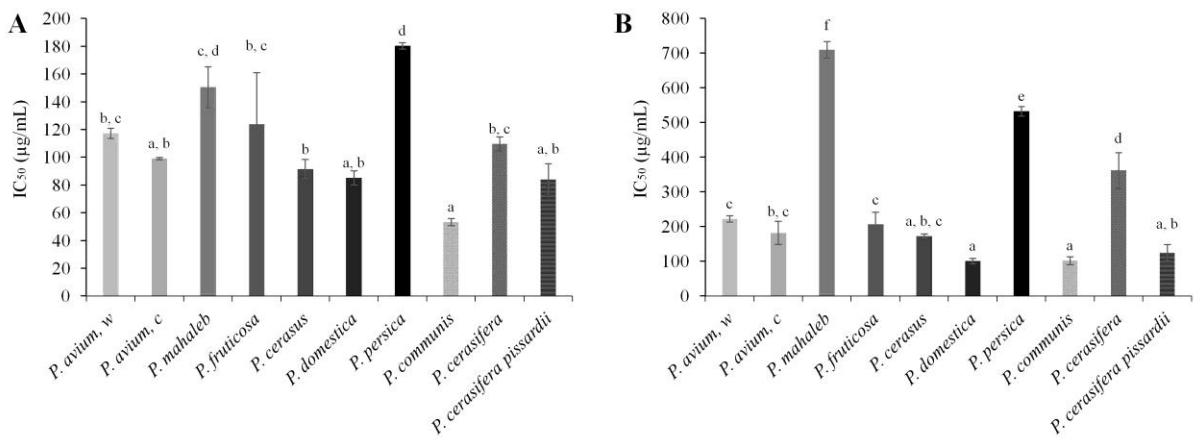 A
IC50 (µg/mL)
200
180
160
140
120
100
80
60
40
20
0
b, c
a, b
c, d
b, c
b
a, b
d
a
b, c
a, b
P. avium, w
P. avium, c
P. mahaleb
P. fruticosa
P. cerasus
P. domestica
P. persica
P. communis
P. cerasifera
P. cerasifera pissardii
B
IC50 (µg/mL)
800
700
600
500
400
300
200
100
0
c
b, c
f
c
a, b, c
a
e
a
d
a, b
P. avium, w
P. avium, c
P. mahaleb
P. fruticosa
P. cerasus
P. domestica
P. persica
P. communis
P. cerasifera
P. cerasifera pissardii